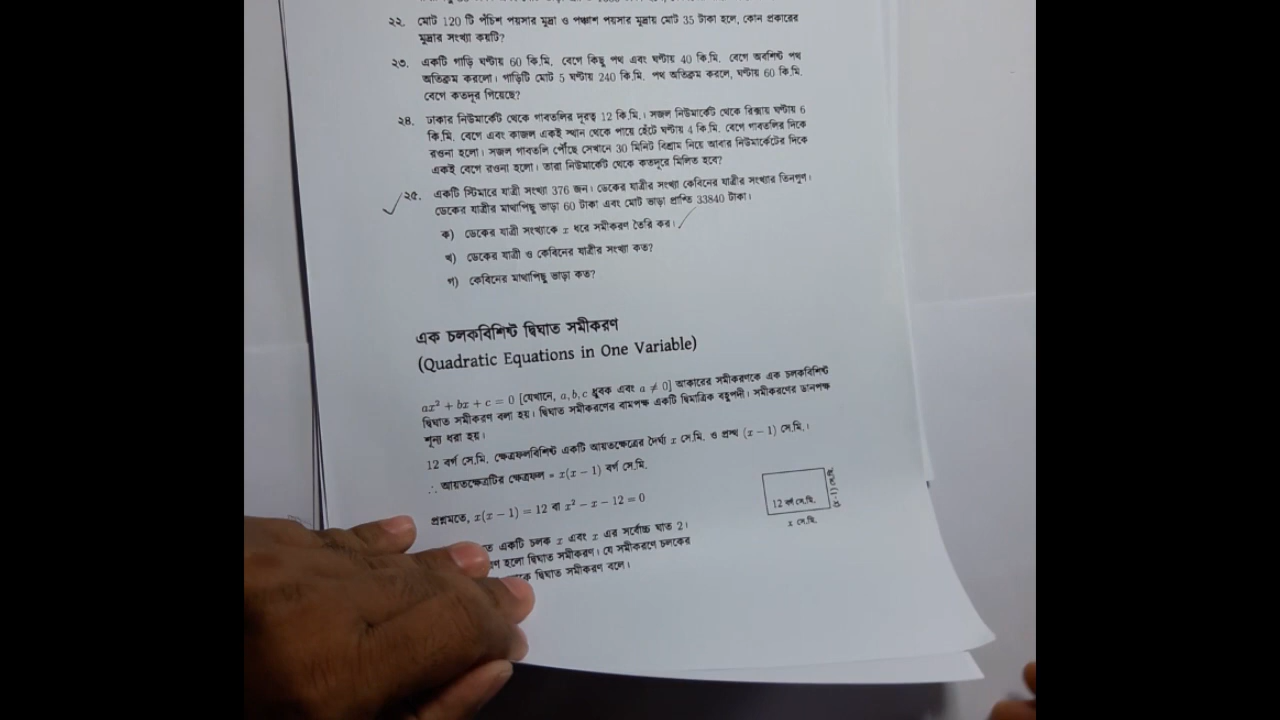 ২২. মোট 120 টি পঁচিশ পয়সার মুদ্রা ও পঞ্চাশ পয়সার মুদ্রায় মোট 35 টাকা হলে, কোন প্রকারের
মুদ্রার সংখ্যা কয়টি?
২৩. একটি গাড়ি ঘণ্টায় 60 কি.মি. বেগে কিছু পথ এবং ঘণ্টায় 40 কি.মি. বেগে অবশিষ্ট পথ
অতিক্রম করলো। গাড়িটি মোট 5 ঘণ্টায় 240 কি.মি. পথ অতিক্রম করলে, ঘণ্টায় 60 কি.মি.
বেগে কতদূর গিয়েছে?
২৪. ঢাকার নিউমার্কেট থেকে গাবতলির দূরত্ব 12 কি.মি.। সজল নিউমার্কেট থেকে রিক্সায় ঘণ্টায় 6
কি.মি. বেগে এবং কাজল একই স্থান থেকে পায়ে হেঁটে ঘণ্টায় 4 কি.মি. বেগে গাবতলির দিকে
রওনা হলো। সজল গাবতলি পৌঁছে সেখানে 30 মিনিট বিশ্রাম নিয়ে আবার নিউমার্কেটের দিকে
একই বেগে রওনা হলো। তারা নিউমার্কেট থেকে কতদূরে মিলিত হবে?
২৫. একটি স্টিমারে যাত্রী সংখ্যা 376 জন। ডেকের যাত্রীর সংখ্যা কেবিনের যাত্রীর সংখ্যার তিনগুণ।
ডেকের যাত্রীর মাথাপিছু ভাড়া 60 টাকা এবং মোট ভাড়া প্রাপ্তি 33840 টাকা।
ক) ডেকের যাত্রী সংখ্যাকে x ধরে সমীকরণ তৈরি কর।
খ) ডেকের যাত্রী ও কেবিনের যাত্রীর সংখ্যা কত?
গ) কেবিনের মাথাপিছু ভাড়া কত?
এক চলকবিশিষ্ট দ্বিঘাত সমীকরণ
(Quadratic Equations in One Variable)
ax² + bx + c = 0 [যেখানে, a, b, c ধ্রুবক এবং a ≠ 0] আকারের সমীকরণকে এক চলকবিশিষ্ট
দ্বিঘাত সমীকরণ বলা হয়। দ্বিঘাত সমীকরণের বামপক্ষ একটি দ্বিমাত্রিক বহুপদী। সমীকরণের ডানপক্ষ
শূন্য ধরা হয়।
12 বর্গ সে.মি. ক্ষেত্রফলবিশিষ্ট একটি আয়তক্ষেত্রের দৈর্ঘ্য x সে.মি. ও প্রস্থ (x − 1) সে.মি.।
∴ আয়তক্ষেত্রটির ক্ষেত্রফল = x(x − 1) বর্গ সে.মি.
প্রশ্নমতে, x(x − 1) = 12 বা x² − x − 12 = 0
12 বর্গ সে.মি.
(x−1) সে.মি.
x সে.মি.
একটি চলক x এবং x এর সর্বোচ্চ ঘাত 2।
হলো দ্বিঘাত সমীকরণ। যে সমীকরণে চলকের
দ্বিঘাত সমীকরণ বলে।